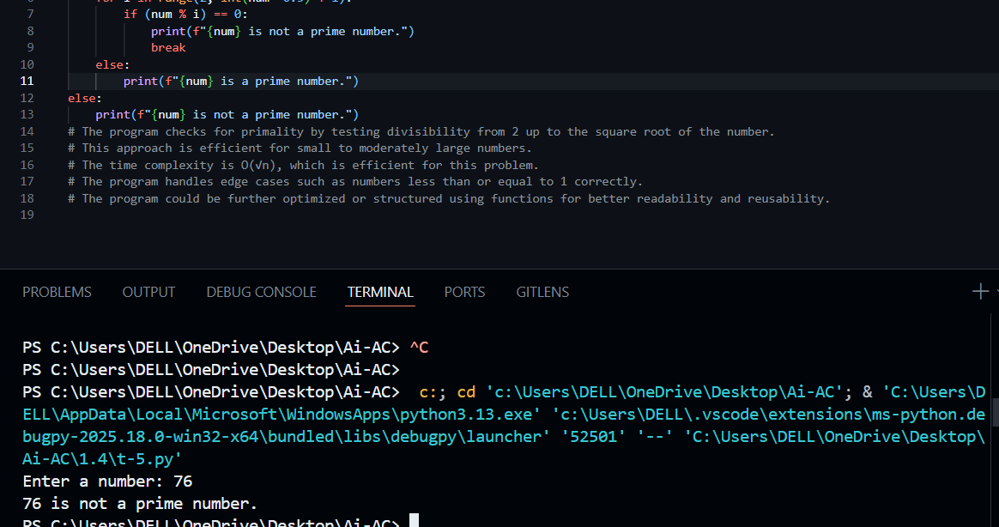 7 if (num % i) == 0:
8 print(f"{num} is not a prime number.")
9 break
10 else:
11 print(f"{num} is a prime number.")
12 else:
13 print(f"{num} is not a prime number.")
14 # The program checks for primality by testing divisibility from 2 up to the square root of the number.
15 # This approach is efficient for small to moderately large numbers.
16 # The time complexity is O(√n), which is efficient for this problem.
17 # The program handles edge cases such as numbers less than or equal to 1 correctly.
18 # The program could be further optimized or structured using functions for better readability and reusability.
19
PROBLEMS OUTPUT DEBUG CONSOLE TERMINAL PORTS GITLENS
PS C:\Users\DELL\OneDrive\Desktop\Ai-AC> ^C
PS C:\Users\DELL\OneDrive\Desktop\Ai-AC>
PS C:\Users\DELL\OneDrive\Desktop\Ai-AC> c:; cd 'c:\Users\DELL\OneDrive\Desktop\Ai-AC'; & 'C:\Users\D
ELL\AppData\Local\Microsoft\WindowsApps\python3.13.exe' 'c:\Users\DELL\.vscode\extensions\ms-python.de
bugpy-2025.18.0-win32-x64\bundled\libs\debugpy\launcher' '52501' '--' 'C:\Users\DELL\OneDrive\Desktop\
Ai-AC\1.4\t-5.py'
Enter a number: 76
76 is not a prime number.
PS C:\Users\DELL\OneDrive\Desktop\Ai-AC>